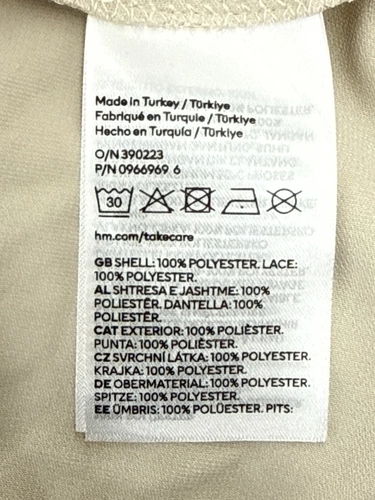 Made in Turkey / Türkiye
Fabriqué en Turquie / Türkiye
Hecho en Turquía / Türkiye
O/N 390223
P/N 0966969 6
30
hm.com/takecare
GB SHELL: 100% POLYESTER. LACE:
100% POLYESTER.
AL SHTRESA E JASHTME: 100%
POLIESTËR. DANTELLA: 100%
POLIESTËR.
CAT EXTERIOR: 100% POLIÈSTER.
PUNTA: 100% POLIÈSTER.
CZ SVRCHNÍ LÁTKA: 100% POLYESTER.
KRAJKA: 100% POLYESTER.
DE OBERMATERIAL: 100% POLYESTER.
SPITZE: 100% POLYESTER.
EE ÜMBRIS: 100% POLÜESTER. PITS: